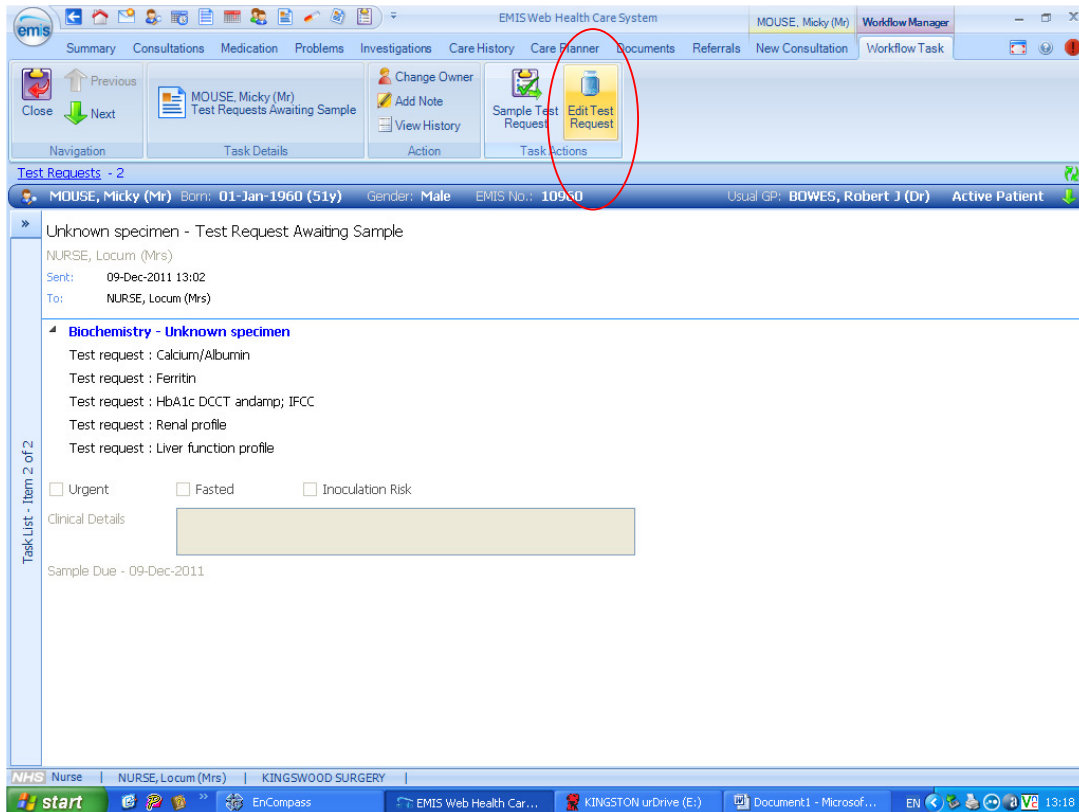 emis
EMIS Web Health Care System
MOUSE, Micky (Mr)
Workflow Manager
Summary Consultations Medication Problems Investigations Care History Care Planner Documents Referrals New Consultation Workflow Task
Close
Previous
Next
Navigation
MOUSE, Micky (Mr)
Test Requests Awaiting Sample
Task Details
Change Owner
Add Note
View History
Action
Sample Test Request
Edit Test Request
Task Actions
Test Requests - 2
MOUSE, Micky (Mr) Born: 01-Jan-1960 (51y) Gender: Male EMIS No.: 10960 Usual GP: BOWES, Robert J (Dr) Active Patient
»
Task List - Item 2 of 2
Unknown specimen - Test Request Awaiting Sample
NURSE, Locum (Mrs)
Sent: 09-Dec-2011 13:02
To: NURSE, Locum (Mrs)
Biochemistry - Unknown specimen
Test request : Calcium/Albumin
Test request : Ferritin
Test request : HbA1c DCCT andamp; IFCC
Test request : Renal profile
Test request : Liver function profile
Urgent Fasted Inoculation Risk
Clinical Details
Sample Due - 09-Dec-2011
NHS Nurse | NURSE, Locum (Mrs) | KINGSWOOD SURGERY |
start » EnCompass EMIS Web Health Car... KINGSTON urDrive (E:) Document1 - Microsof... EN 13:18